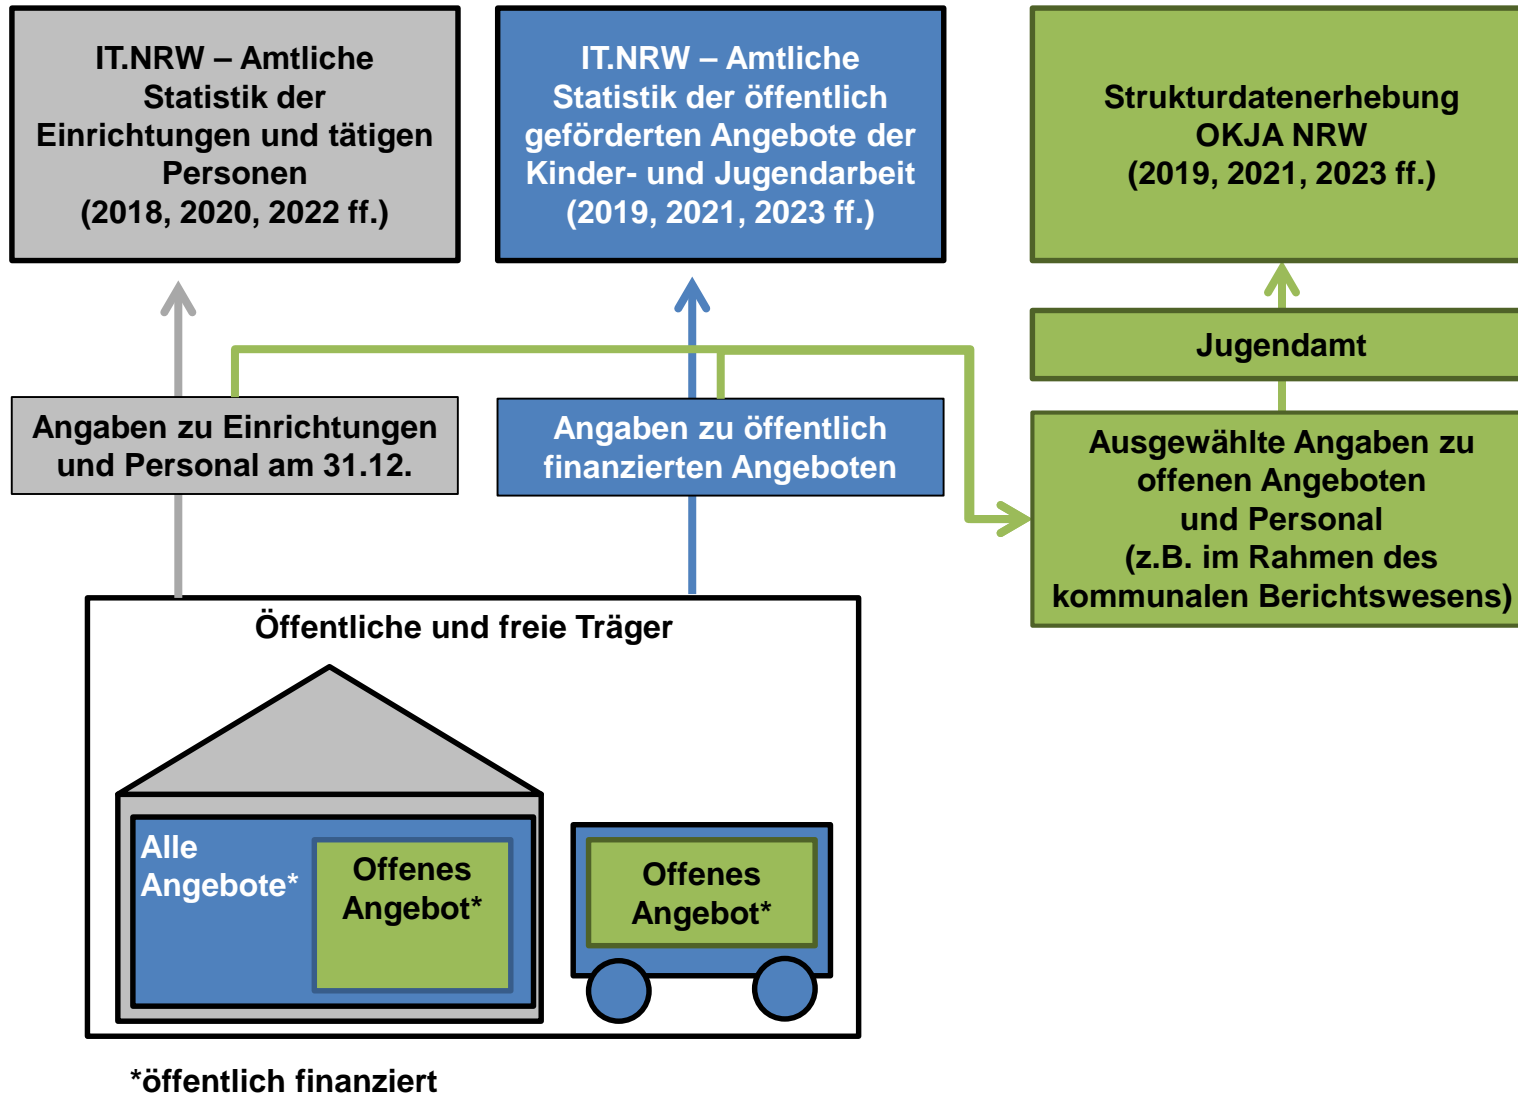 IT.NRW – Amtliche
Statistik der
Einrichtungen und tätigen
Personen
(2018, 2020, 2022 ff.)
IT.NRW – Amtliche
Statistik der öffentlich
geförderten Angebote der
Kinder- und Jugendarbeit
(2019, 2021, 2023 ff.)
Strukturdatenerhebung
OKJA NRW
(2019, 2021, 2023 ff.)
Jugendamt
Angaben zu Einrichtungen
und Personal am 31.12.
Angaben zu öffentlich
finanzierten Angeboten
Ausgewählte Angaben zu
offenen Angeboten
und Personal
(z.B. im Rahmen des
kommunalen Berichtswesens)
Öffentliche und freie Träger
Alle
Angebote*
Offenes
Angebot*
Offenes
Angebot*
*öffentlich finanziert